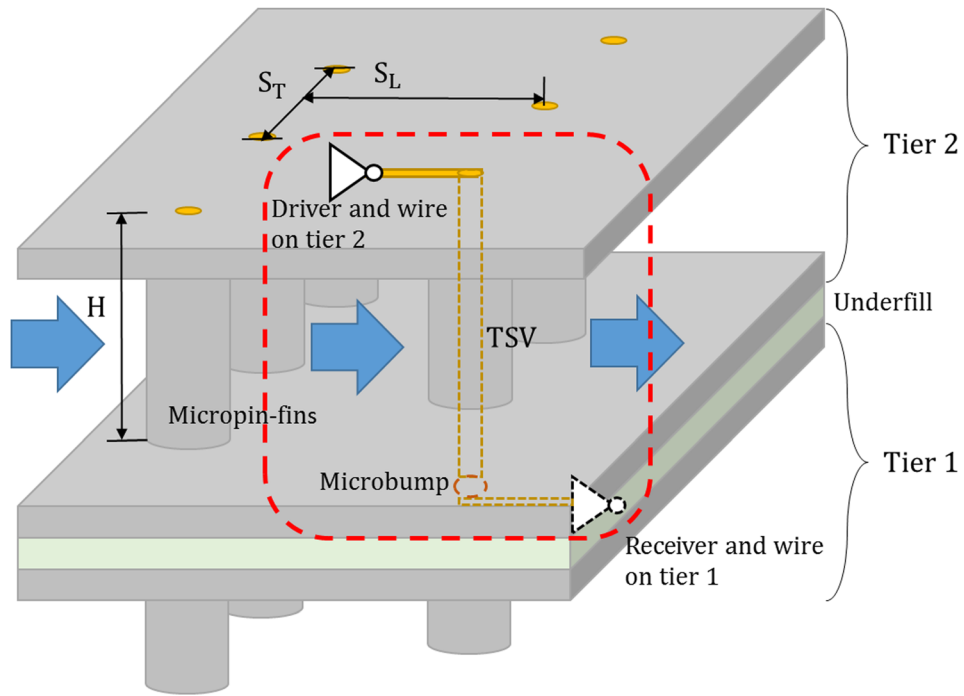 S_T
S_L
Tier 2
Driver and wire
on tier 2
H
Underfill
TSV
Micropin-fins
Microbump
Tier 1
Receiver and wire
on tier 1